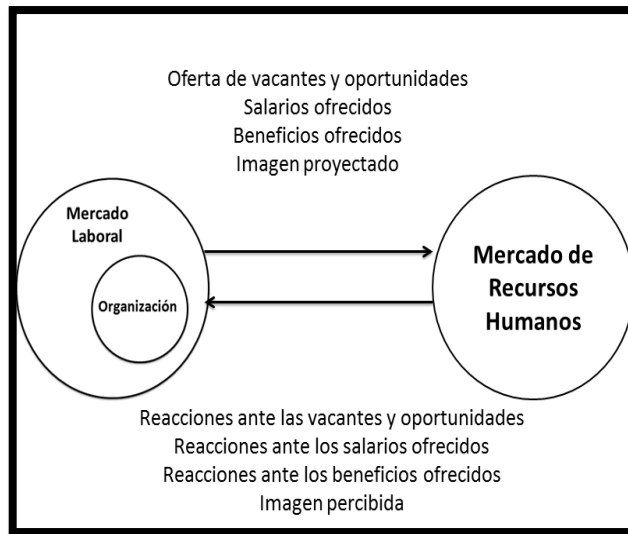 Oferta de vacantes y oportunidades
Salarios ofrecidos
Beneficios ofrecidos
Imagen proyectado
Mercado
Laboral
Organización
Mercado de
Recursos
Humanos
Reacciones ante las vacantes y oportunidades
Reacciones ante los salarios ofrecidos
Reacciones ante los beneficios ofrecidos
Imagen percibida